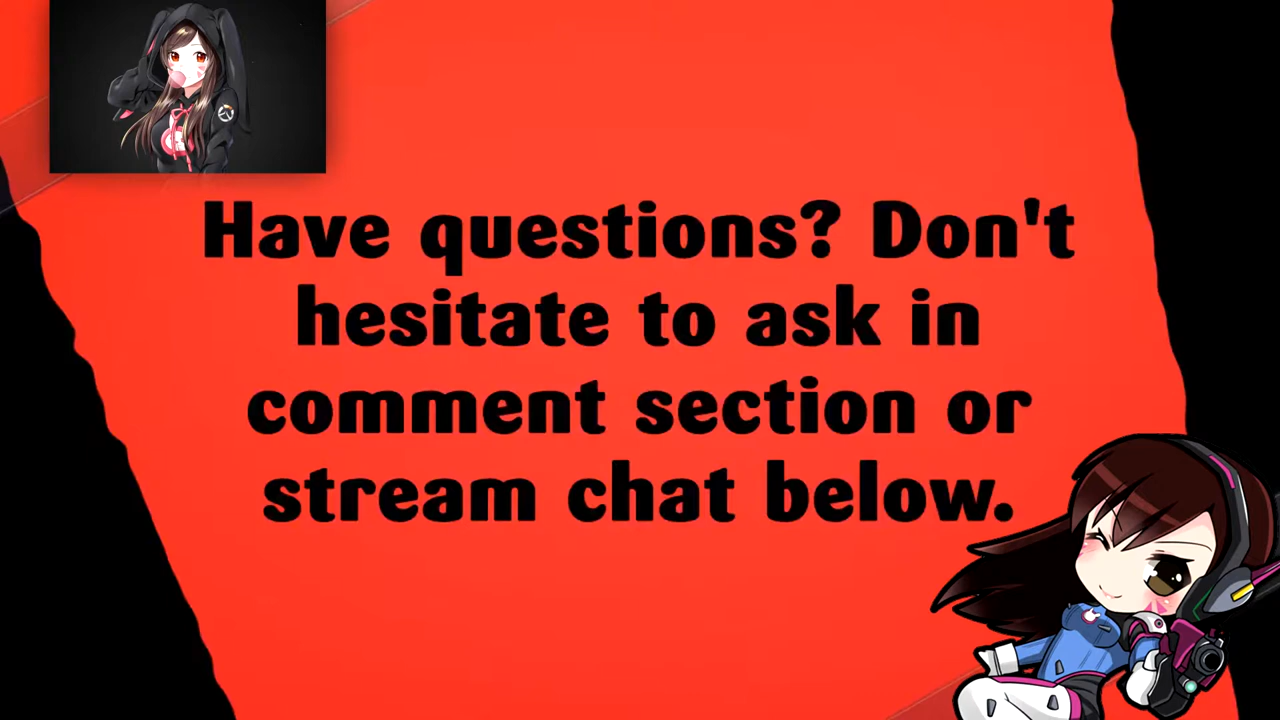 Have questions? Don't
hesitate to ask in
comment section or
stream chat below.